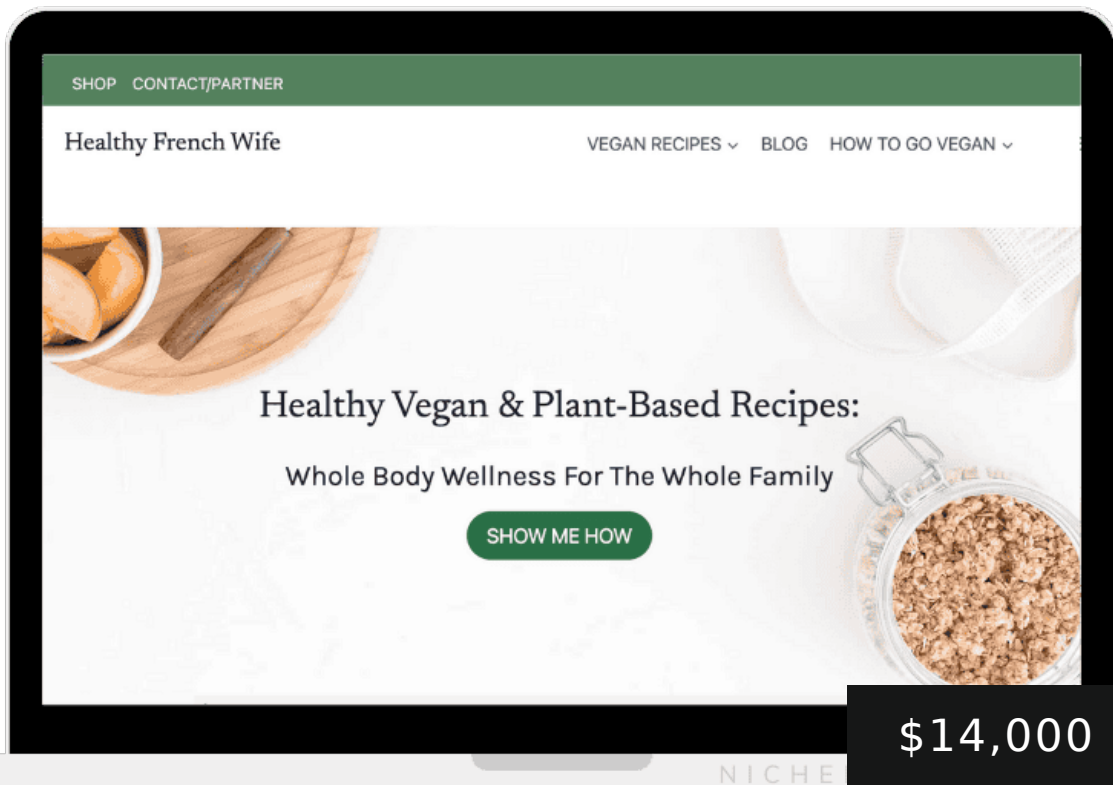 SHOP CONTACT/PARTNER
Healthy French Wife
VEGAN RECIPES BLOG HOW TO GO VEGAN
Healthy Vegan & Plant-Based Recipes:
Whole Body Wellness For The Whole Family
SHOW ME HOW
$14,000